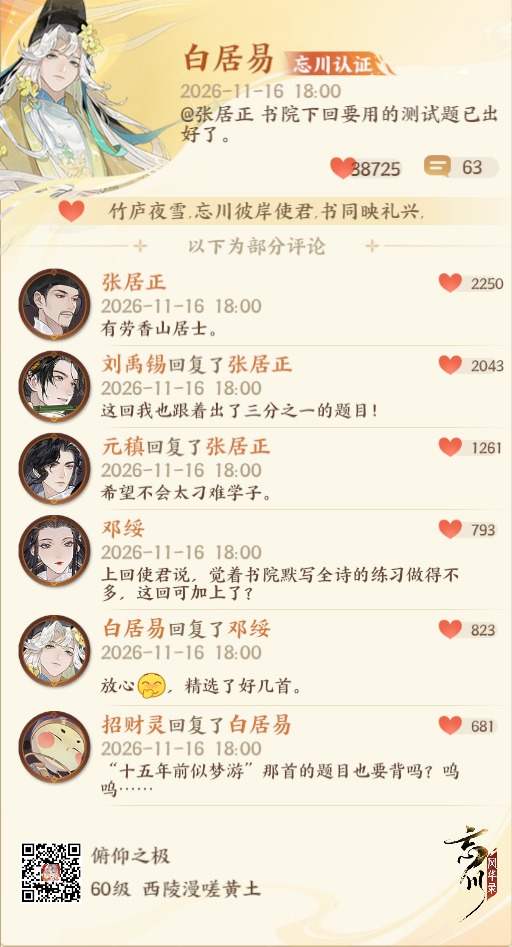 白居易 忘川认证
2026-11-16 18:00
@张居正 书院下回要用的测试题已出
好了。
38725 63
竹庐夜雪,忘川彼岸使君,书同映礼兴,
以下为部分评论
张居正 2250
2026-11-16 18:00
有劳香山居士。
刘禹锡回复了张居正 2043
2026-11-16 18:00
这回我也跟着出了三分之一的题目！
元稹回复了张居正 1261
2026-11-16 18:00
希望不会太刁难学子。
邓绥 793
2026-11-16 18:00
上回使君说，觉着书院默写全诗的练习做得不
多，这回可加上了？
白居易回复了邓绥 823
2026-11-16 18:00
放心🤭，精选了好几首。
招财灵回复了白居易 681
2026-11-16 18:00
“十五年前似梦游”那首的题目也要背吗？呜
呜……
俯仰之极
60级 西陵漫嗟黄土
忘川
风华录